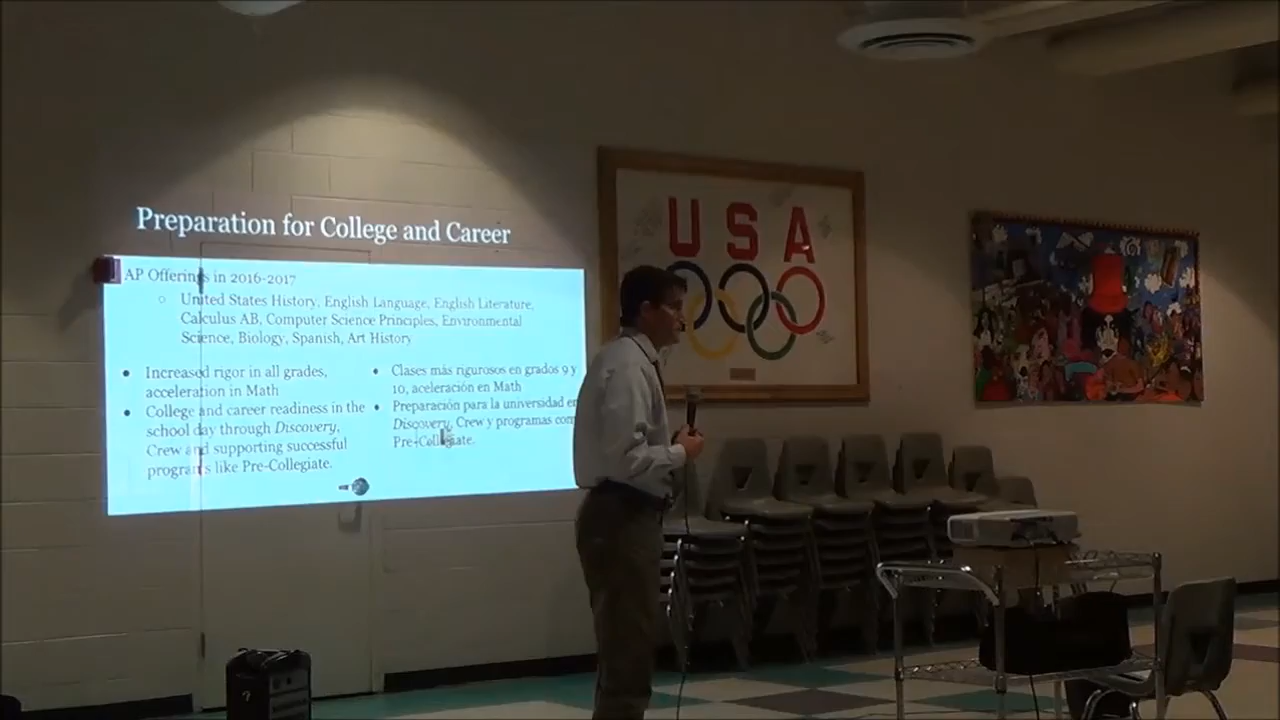 Preparation for College and Career
AP Offerings in 2016-2017
United States History, English Language, English Literature,
Calculus AB, Computer Science Principles, Environmental
Science, Biology, Spanish, Art History
Increased rigor in all grades,
acceleration in Math
College and career readiness in the
school day through Discovery,
Crew and supporting successful
programs like Pre-Collegiate.
Clases más rigurosos en grados 9 y
10, aceleración en Math
Preparación para la universidad en
Discovery, Crew y programas com
Pre-Collegiate.
USA